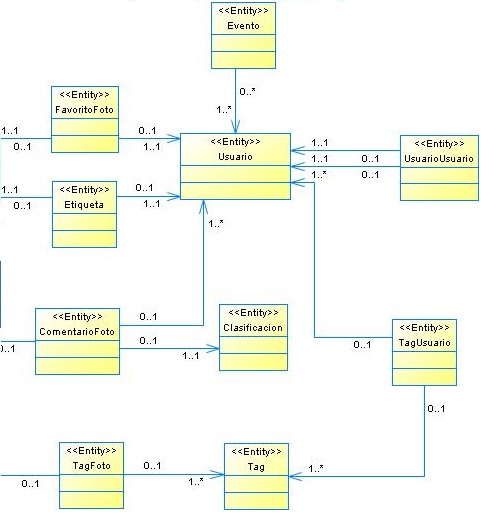 <<Entity>>
Evento
0..*
1..*
<<Entity>>
FavoritoFoto
1..1
0..1
0..1
1..1
<<Entity>>
Usuario
1..1
1..1
0..1
1..*
0..1
<<Entity>>
UsuarioUsuario
<<Entity>>
Etiqueta
1..1
0..1
0..1
1..1
1..*
<<Entity>>
ComentarioFoto
0..1
0..1
0..1
1..1
<<Entity>>
Clasificacion
0..1
<<Entity>>
TagUsuario
0..1
<<Entity>>
TagFoto
0..1
0..1
1..*
<<Entity>>
Tag
1..*